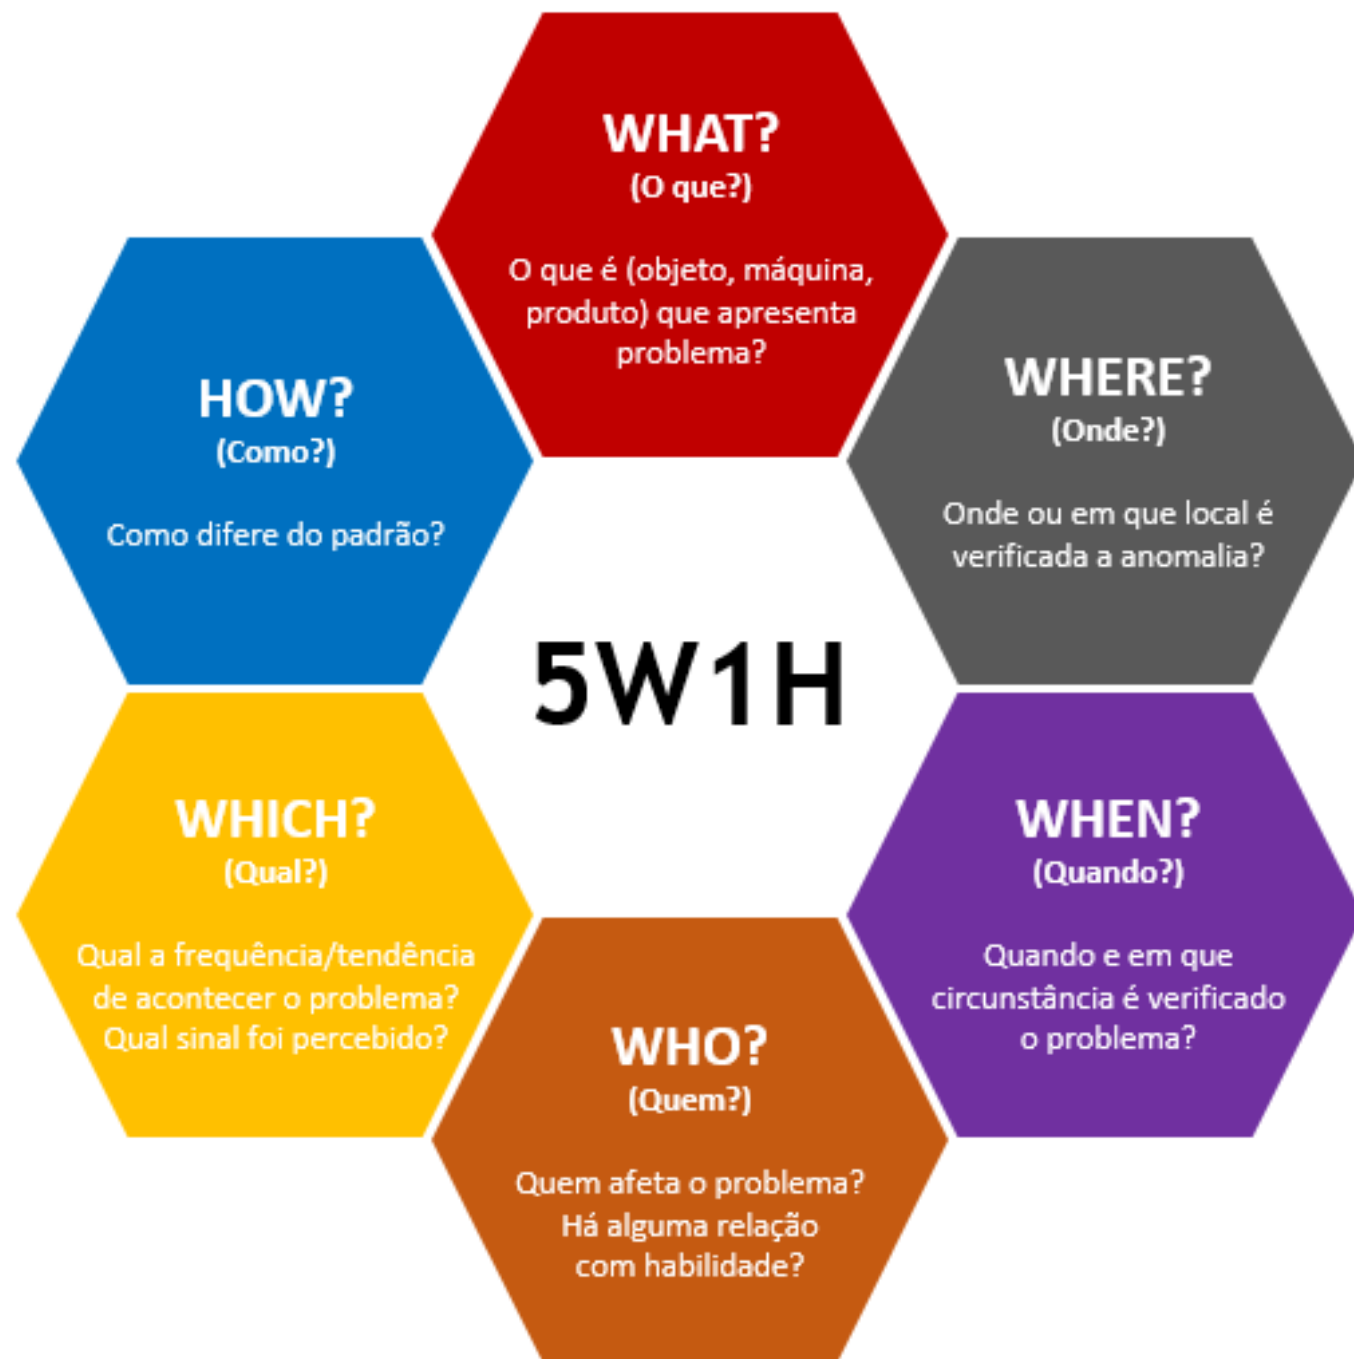 WHAT?
(O que?)
O que é (objeto, máquina,
produto) que apresenta
problema?
WHERE?
(Onde?)
Onde ou em que local é
verificada a anomalia?
WHEN?
(Quando?)
Quando e em que
circunstância é verificado
o problema?
WHO?
(Quem?)
Quem afeta o problema?
Há alguma relação
com habilidade?
WHICH?
(Qual?)
Qual a frequência/tendência
de acontecer o problema?
Qual sinal foi percebido?
HOW?
(Como?)
Como difere do padrão?
5W1H